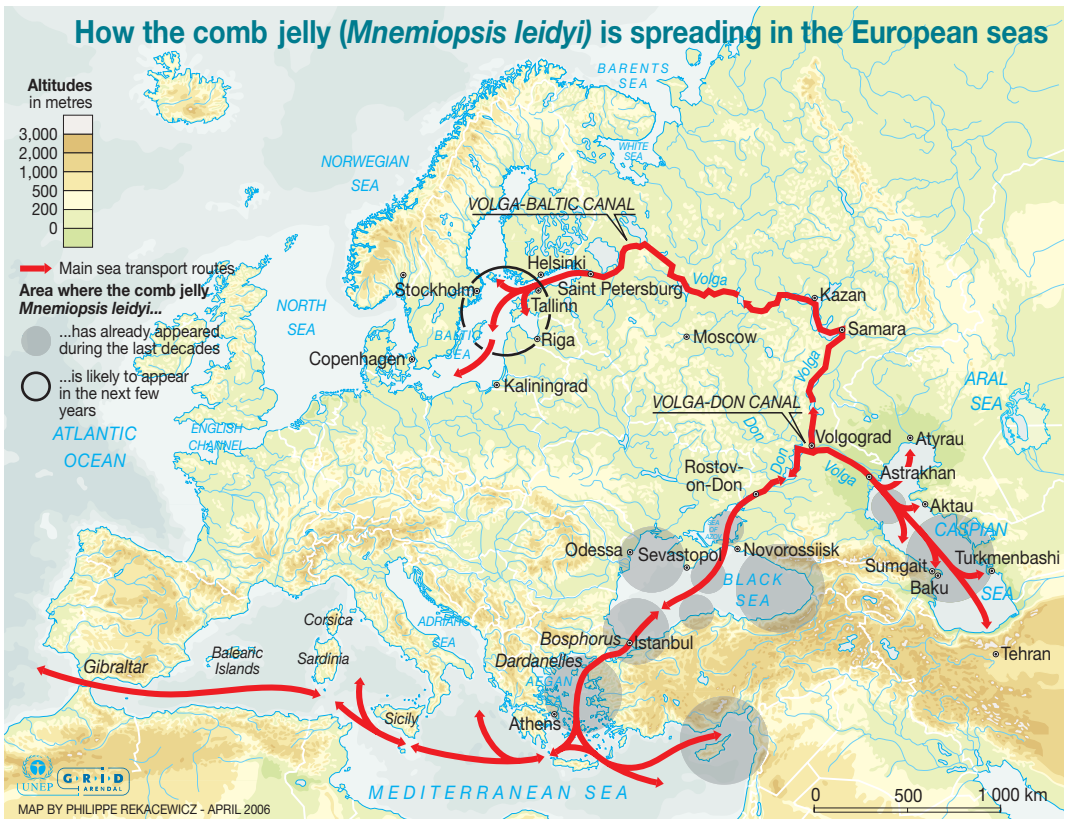 How the comb jelly (Mnemiopsis leidyi) is spreading in the European seas
Altitudes
in metres
3,000
2,000
1,000
500
200
0
Main sea transport routes
Area where the comb jelly
Mnemiopsis leidyi...
...has already appeared
during the last decades
...is likely to appear
in the next few
years
BARENTS
SEA
WHITE
SEA
NORWEGIAN
SEA
VOLGA-BALTIC CANAL
Helsinki
Stockholm
Saint Petersburg
Tallinn
Volga
Kazan
NORTH
SEA
BALTIC
SEA
Riga
Moscow
Samara
Copenhagen
Kaliningrad
Volga
ARAL
SEA
VOLGA-DON CANAL
ATLANTIC
OCEAN
ENGLISH
CHANNEL
Don
Volgograd
Atyrau
Don
Volga
Astrakhan
Rostov-
on-Don
Aktau
SEA
OF
AZOV
CASPIAN
SEA
Odessa
Sevastopol
Novorossiisk
Sumgait
Turkmenbashi
Baku
BLACK
SEA
Corsica
ADRIATIC
SEA
Bosphorus
Istanbul
Gibraltar
Balearic
Islands
Sardinia
Dardanelles
Tehran
AEGAN
SEA
Sicily
Athens
UNEP
GRID
ARENDAL
MEDITERRANEAN SEA
0 500 1 000 km
MAP BY PHILIPPE REKACEWICZ - APRIL 2006